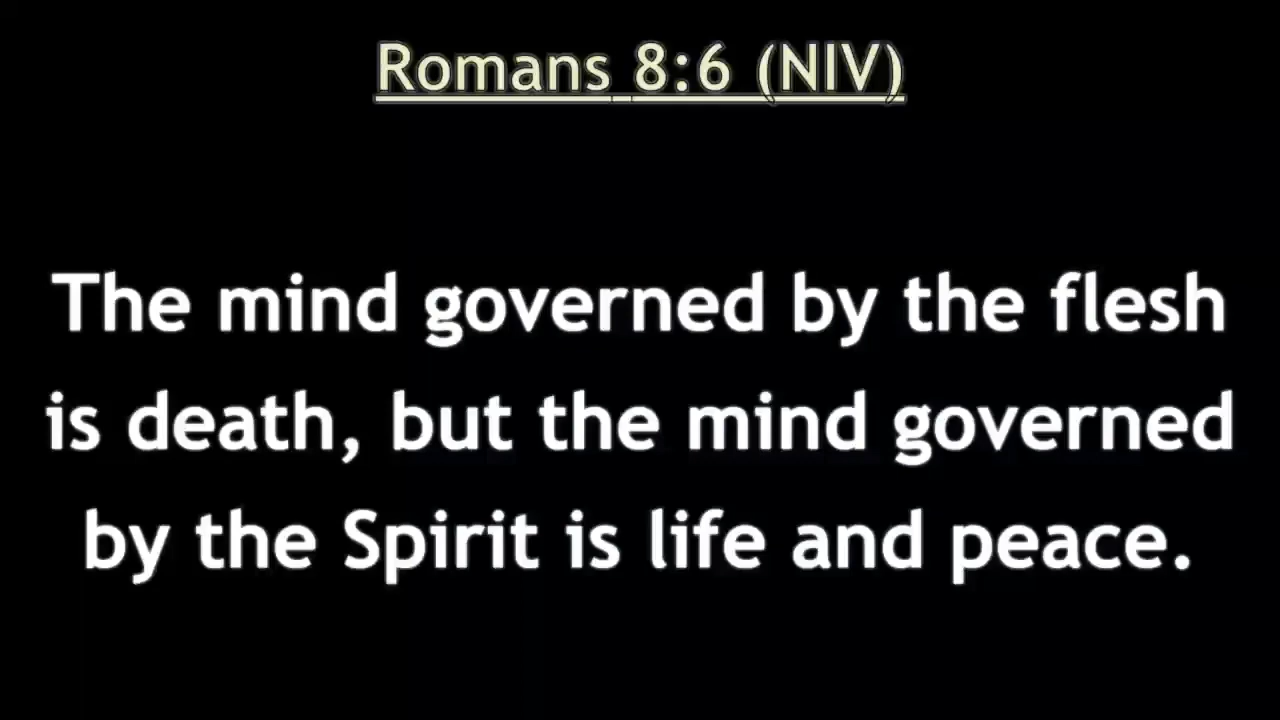 Romans 8:6 (NIV)
The mind governed by the flesh
is death, but the mind governed
by the Spirit is life and peace.